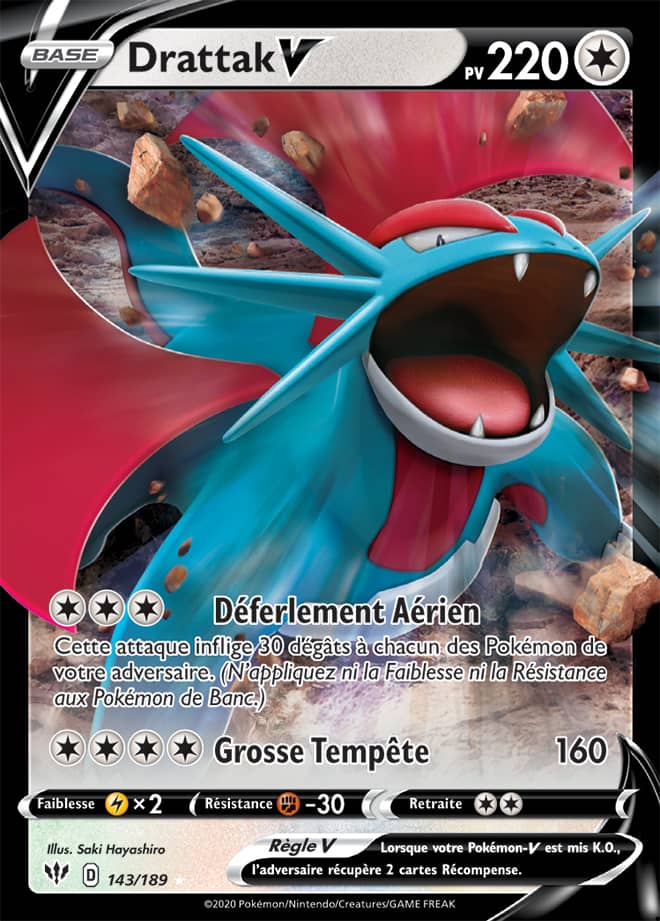 BASE
Drattak V
PV 220
Déferlement Aérien
Cette attaque inflige 30 dégâts à chacun des Pokémon de
votre adversaire. (N'appliquez ni la Faiblesse ni la Résistance
aux Pokémon de Banc.)
Grosse Tempête 160
Faiblesse ×2 Résistance -30 Retraite
Illus. Saki Hayashiro
Règle V Lorsque votre Pokémon-V est mis K.O.,
l'adversaire récupère 2 cartes Récompense.
D 143/189
©2020 Pokémon/Nintendo/Creatures/GAME FREAK